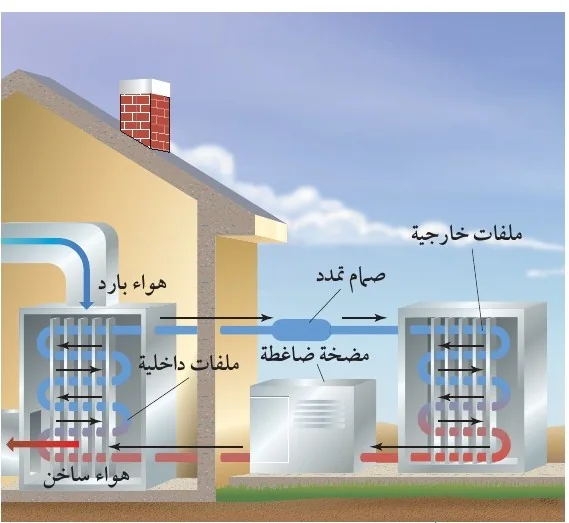 ملفات خارجية
صمام تمدد
هواء بارد
مضخة ضاغطة
ملفات داخلية
هواء ساخن